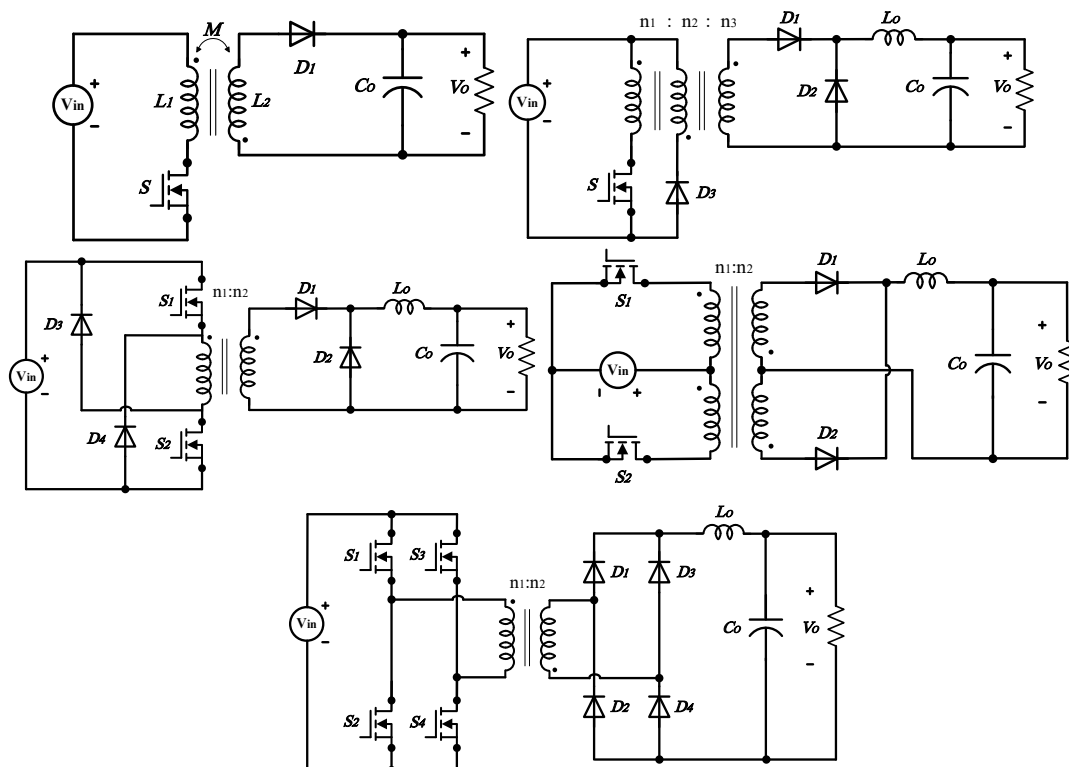 M
D1
L1
L2
Vin
+
−
Co
+
Vo
−
S
n1 : n2 : n3
D1
Lo
Vin
+
−
D2
Co
+
Vo
−
S
D3
S1
n1:n2
D1
Lo
D3
Vin
+
−
D2
Co
+
Vo
−
D4
S2
S1
n1:n2
D1
Lo
Vin
− +
Co
+
Vo
−
S2
D2
Lo
S1
S3
D1
D3
n1:n2
Vin
+
−
Co
+
Vo
−
S2
S4
D2
D4